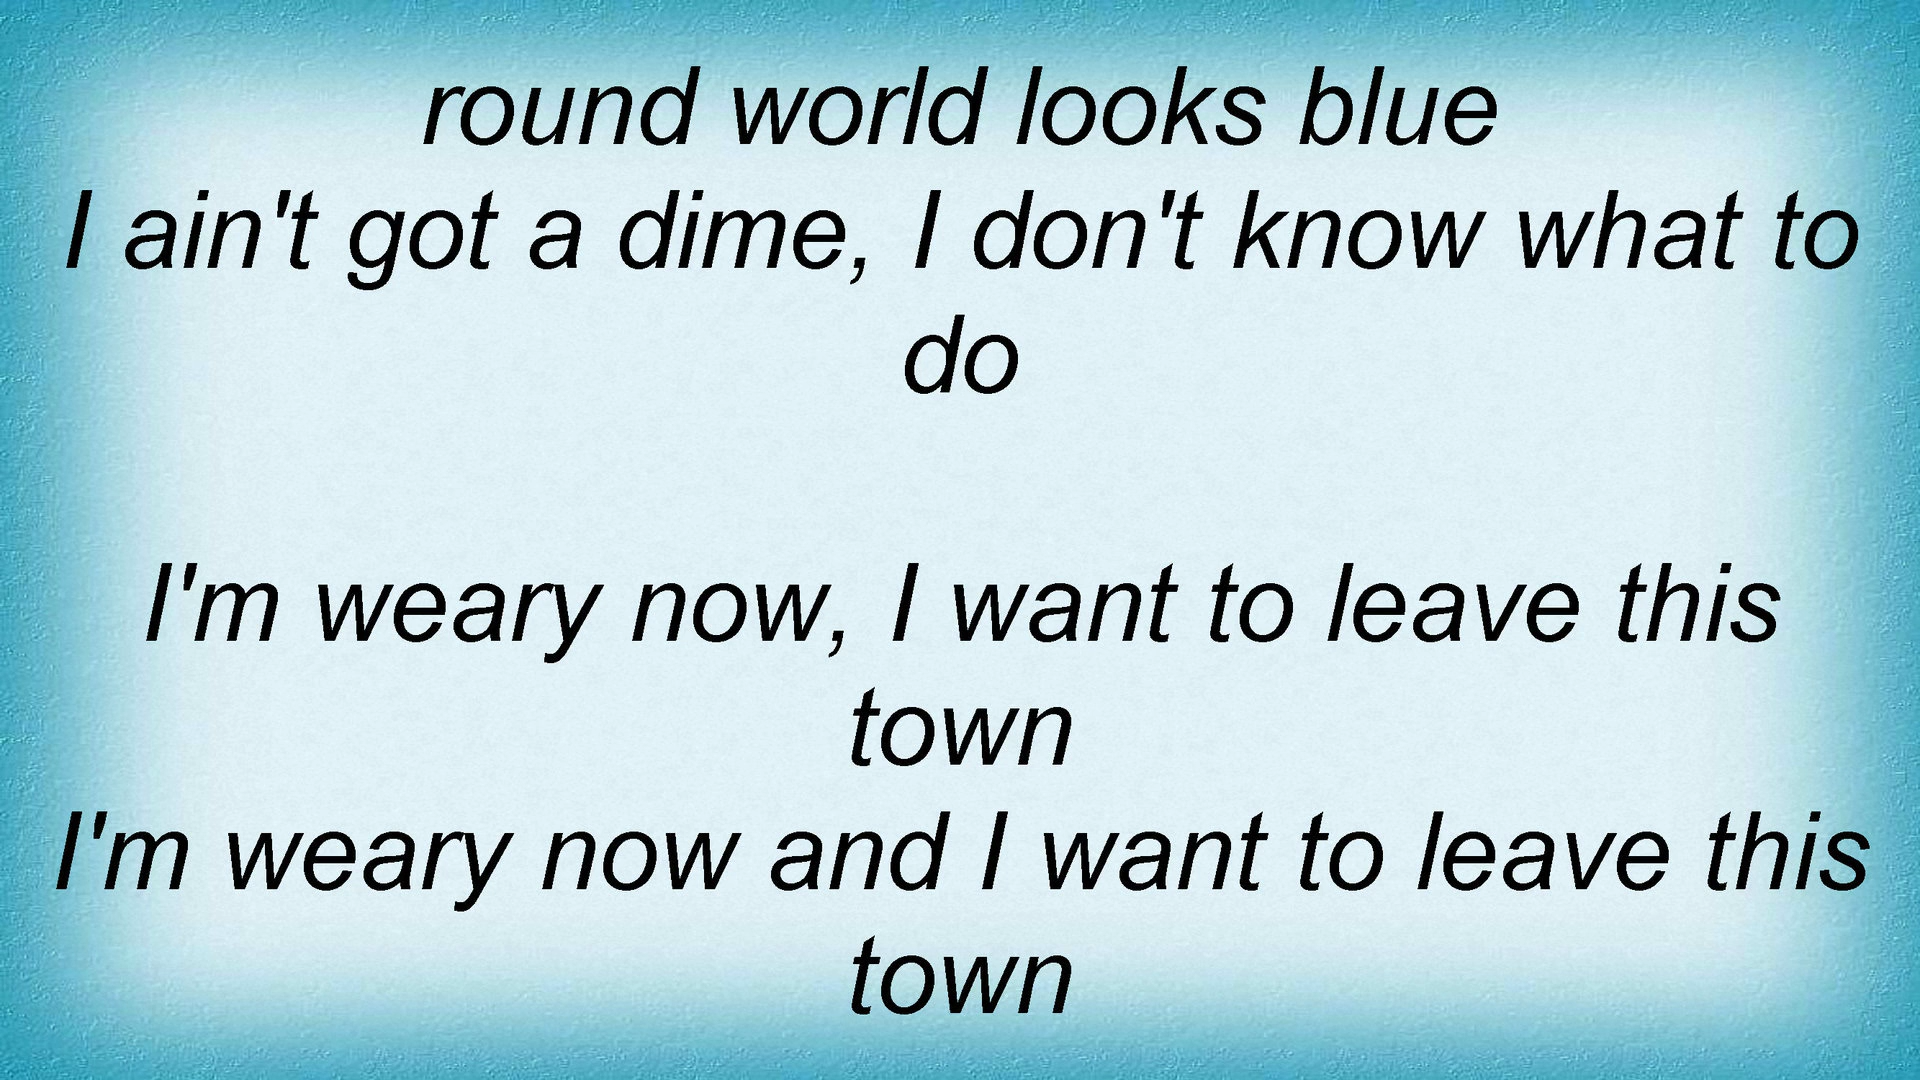 round world looks blue
I ain't got a dime, I don't know what to
do
I'm weary now, I want to leave this
town
I'm weary now and I want to leave this
town